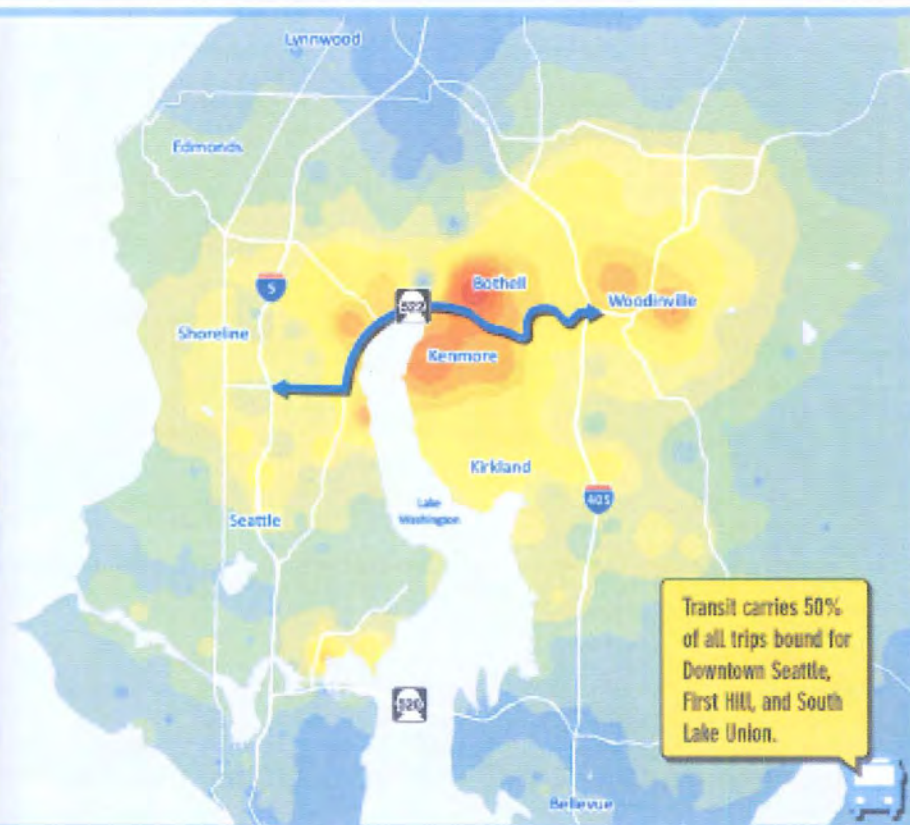 Lynnwood
Edmonds
5
Bothell
522
Woodinville
Shoreline
Kenmore
Kirkland
405
Lake
Washington
Seattle
Transit carries 50%
of all trips bound for
Downtown Seattle,
First Hill, and South
Lake Union.
520
Bellevue